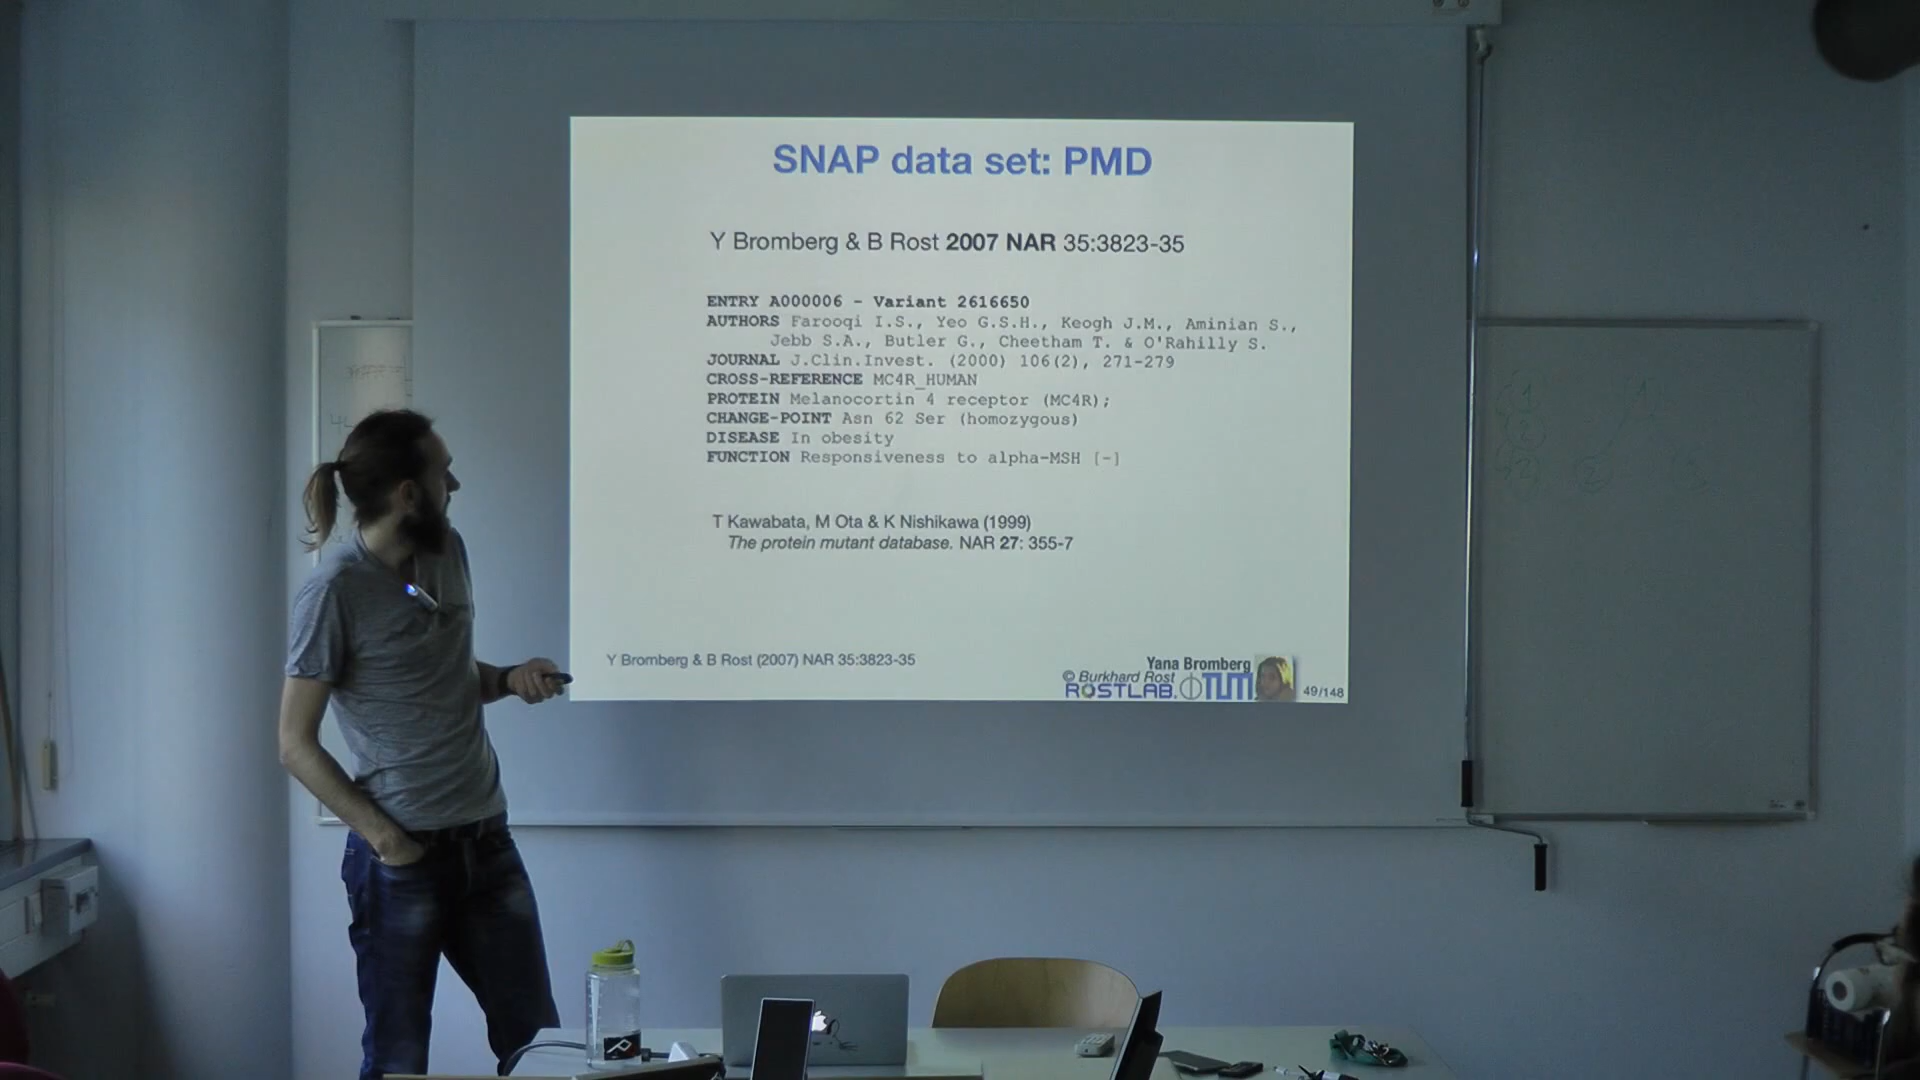 SNAP data set: PMD
Y Bromberg & B Rost 2007 NAR 35:3823-35
ENTRY A000006 - Variant 2616650
AUTHORS Farooqi I.S., Yeo G.S.H., Keogh J.M., Aminian S.,
Jebb S.A., Butler G., Cheetham T. & O'Rahilly S.
JOURNAL J.Clin.Invest. (2000) 106(2), 271-279
CROSS-REFERENCE MC4R_HUMAN
PROTEIN Melanocortin 4 receptor (MC4R);
CHANGE-POINT Asn 62 Ser (homozygous)
DISEASE In obesity
FUNCTION Responsiveness to alpha-MSH [-]
T Kawabata, M Ota & K Nishikawa (1999)
The protein mutant database. NAR 27: 355-7
Y Bromberg & B Rost (2007) NAR 35:3823-35
Yana Bromberg
© Burkhard Rost
ROSTLAB. TUM
49/148